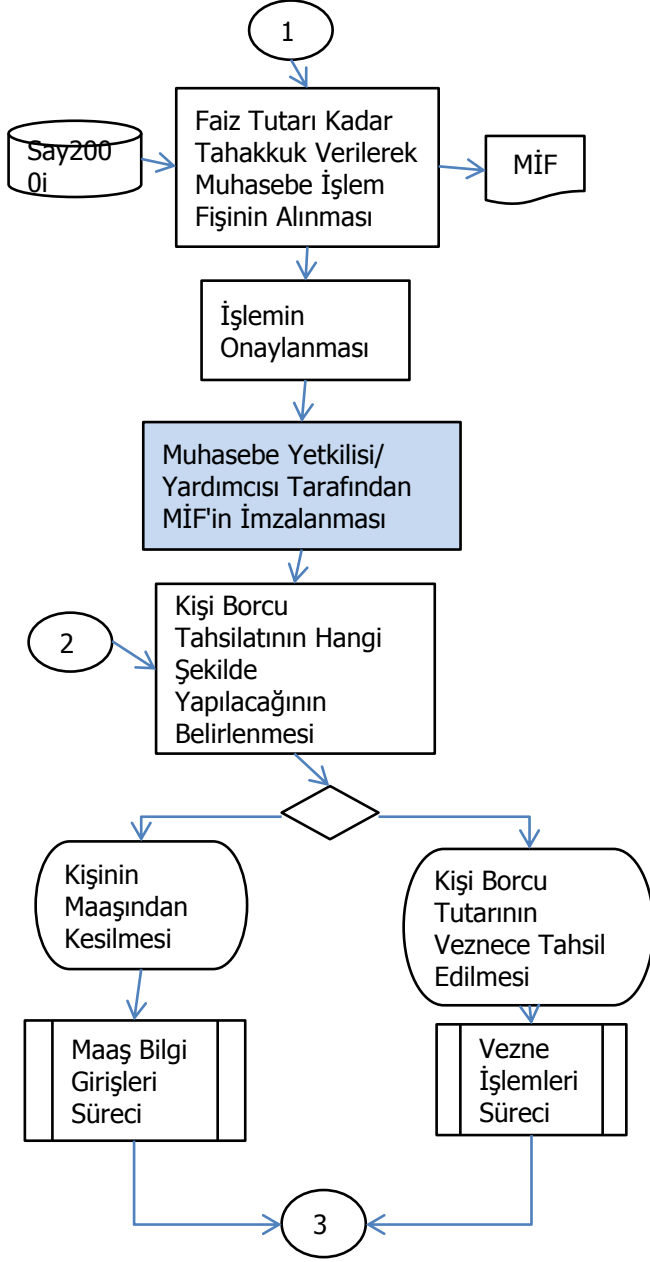 1
Say200
0i
Faiz Tutarı Kadar
Tahakkuk Verilerek
Muhasebe İşlem
Fişinin Alınması
MİF
İşlemin
Onaylanması
Muhasebe Yetkilisi/
Yardımcısı Tarafından
MİF'in İmzalanması
2
Kişi Borcu
Tahsilatının Hangi
Şekilde
Yapılacağının
Belirlenmesi
Kişinin
Maaşından
Kesilmesi
Kişi Borcu
Tutarının
Veznece Tahsil
Edilmesi
Maaş Bilgi
Girişleri
Süreci
Vezne
İşlemleri
Süreci
3